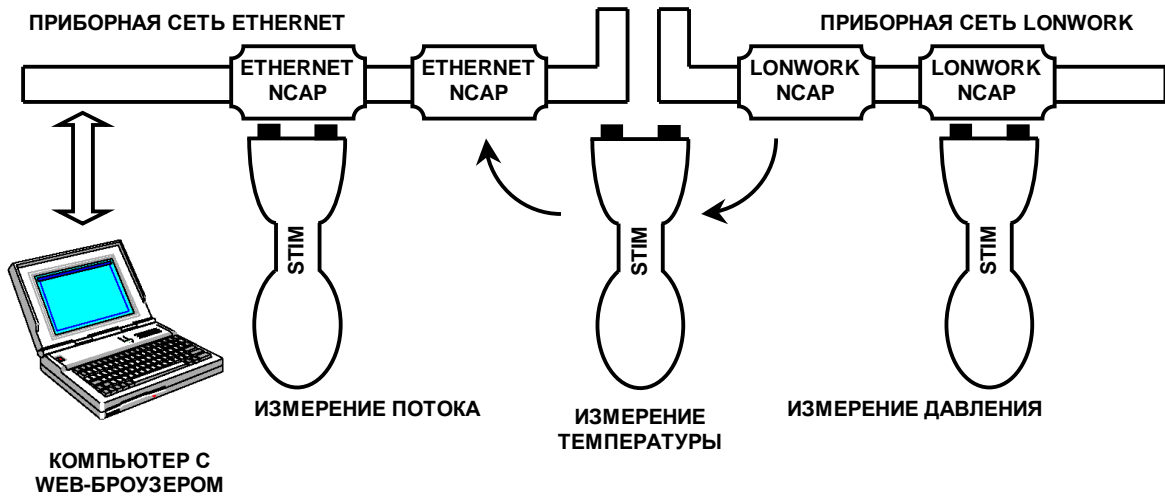 ПРИБОРНАЯ СЕТЬ ETHERNET
ПРИБОРНАЯ СЕТЬ LONWORK
ETHERNET
NCAP
ETHERNET
NCAP
LONWORK
NCAP
LONWORK
NCAP
STIM
STIM
STIM
ИЗМЕРЕНИЕ ПОТОКА
ИЗМЕРЕНИЕ
ТЕМПЕРАТУРЫ
ИЗМЕРЕНИЕ ДАВЛЕНИЯ
КОМПЬЮТЕР С
WEB-БРОУЗЕРОМ